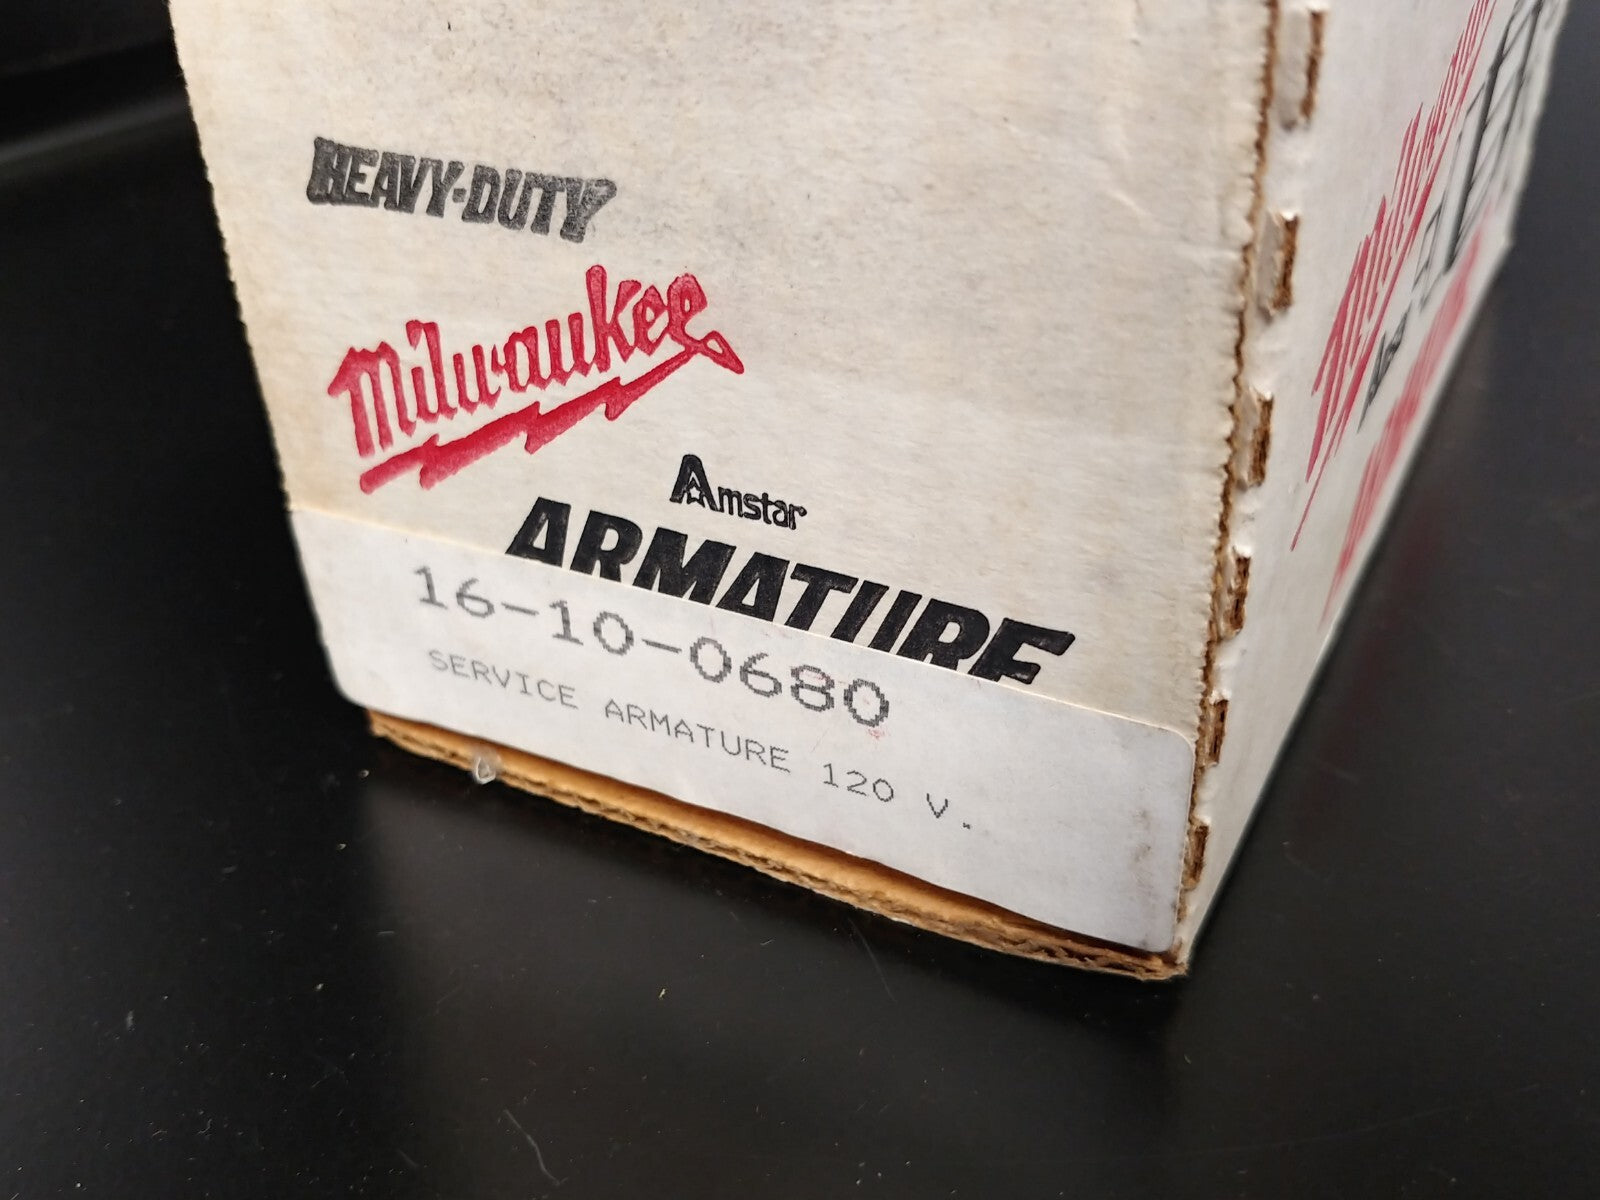 HEAVY-DUTY
Milwaukee
Amstar
ARMATURE
16-10-0680
SERVICE ARMATURE 120 V.